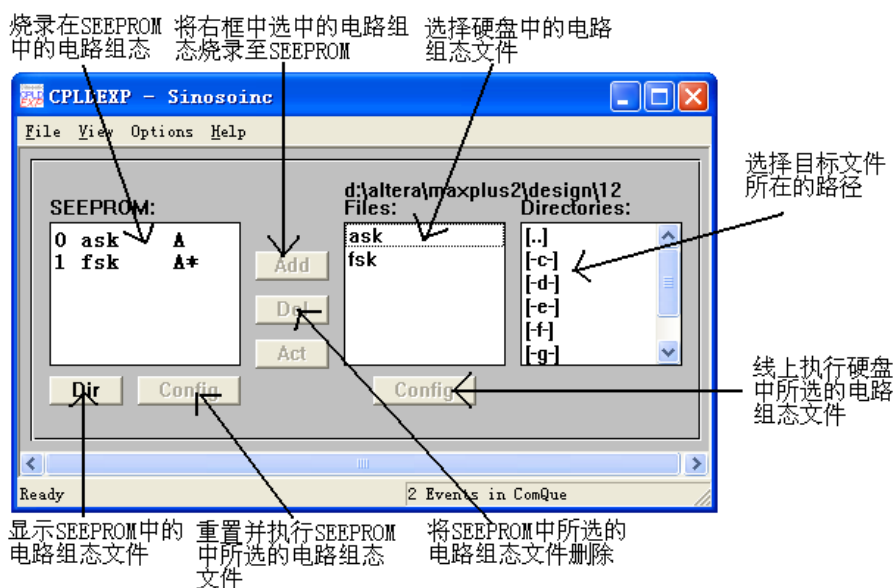 烧录在SEEPROM
中的电路组态
将右框中选中的电路组
态烧录至SEEPROM
选择硬盘中的电路
组态文件
CPLDEXP - Sinosoinc
File View Options Help
选择目标文件
所在的路径
d:\altera\maxplus2\design\12
SEEPROM:
Files:
Directories:
0 ask A
1 fsk A*
Add
Del
Act
ask
fsk
[..]
[-c-]
[-d-]
[-e-]
[-f-]
[-g-]
Dir
Config
Config
线上执行硬盘
中所选的电路
组态文件
Ready
2 Events in ComQue
显示SEEPROM中的
电路组态文件
重置并执行SEEPROM
中所选的电路组态
文件
将SEEPROM中所选的
电路组态文件删除